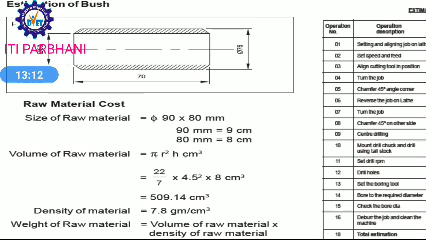 Estimation of Bush
ITI PARBHANI
13:12
70
Raw Material Cost
Size of Raw material = ϕ 90 x 80 mm
90 mm = 9 cm
80 mm = 8 cm
Volume of Raw material = π r² h cm³
= 22/7 x 4.5² x 8 cm³
= 509.14 cm³
Density of material = 7.8 gm/cm³
Weight of Raw material = Volume of raw material x
density of raw material
Operation No. Operation description
01 Setting and aligning job on lathe
02 Set speed and feed
03 Align cutting tool in position
04 Turn the job
05 Chamfer 45° angle corner
06 Reverse the job on Lathe
07 Turn the job
08 Chamfer 45° on other side
09 Centre drilling
10 Mount drill chuck and drill
using tail stock
11 Set drill rpm
12 Drill holes
13 Set the boring tool
14 Bore to the required diameter
15 Check the bore dia
16 Deburr the job and clean the
machine
18 Total estimation